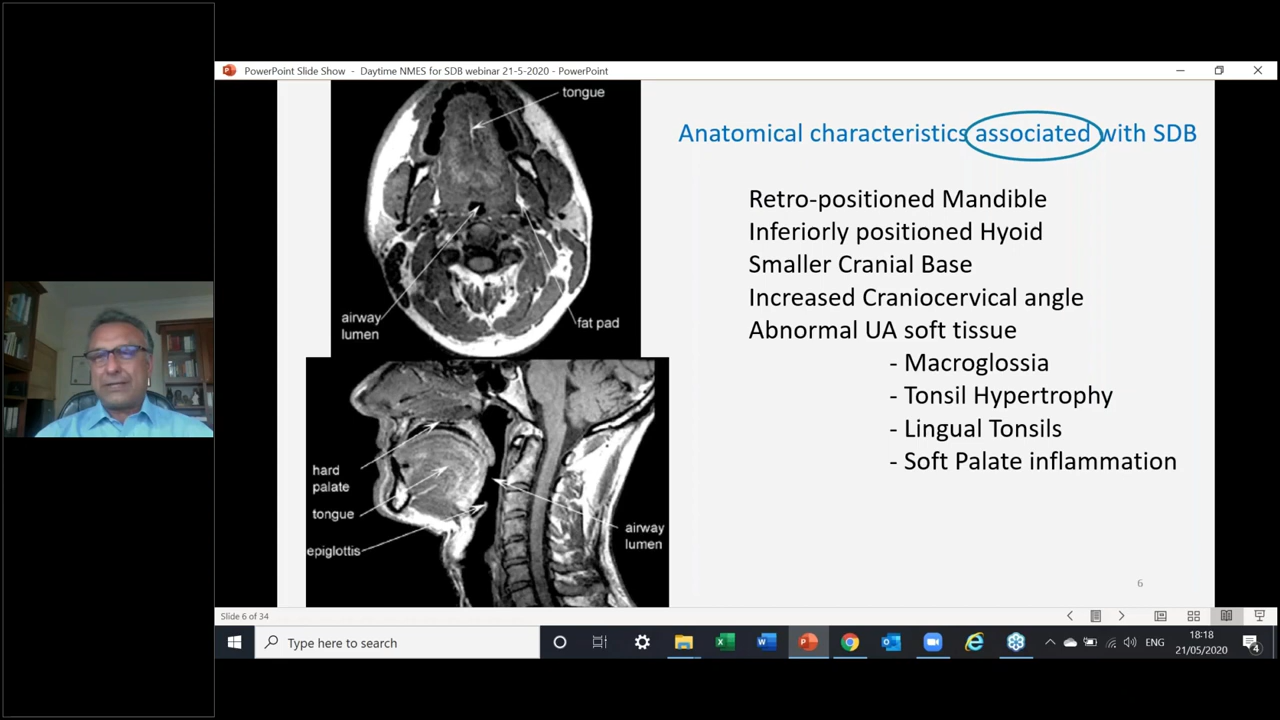 PowerPoint Slide Show - Daytime NMES for SDB webinar 21-5-2020 - PowerPoint
tongue
airway
lumen
fat pad
hard
palate
tongue
epiglottis
airway
lumen
Anatomical characteristics associated with SDB
Retro-positioned Mandible
Inferiorly positioned Hyoid
Smaller Cranial Base
Increased Craniocervical angle
Abnormal UA soft tissue
- Macroglossia
- Tonsil Hypertrophy
- Lingual Tonsils
- Soft Palate inflammation
6
Slide 6 of 34
Type here to search
ENG
18:18
21/05/2020
4